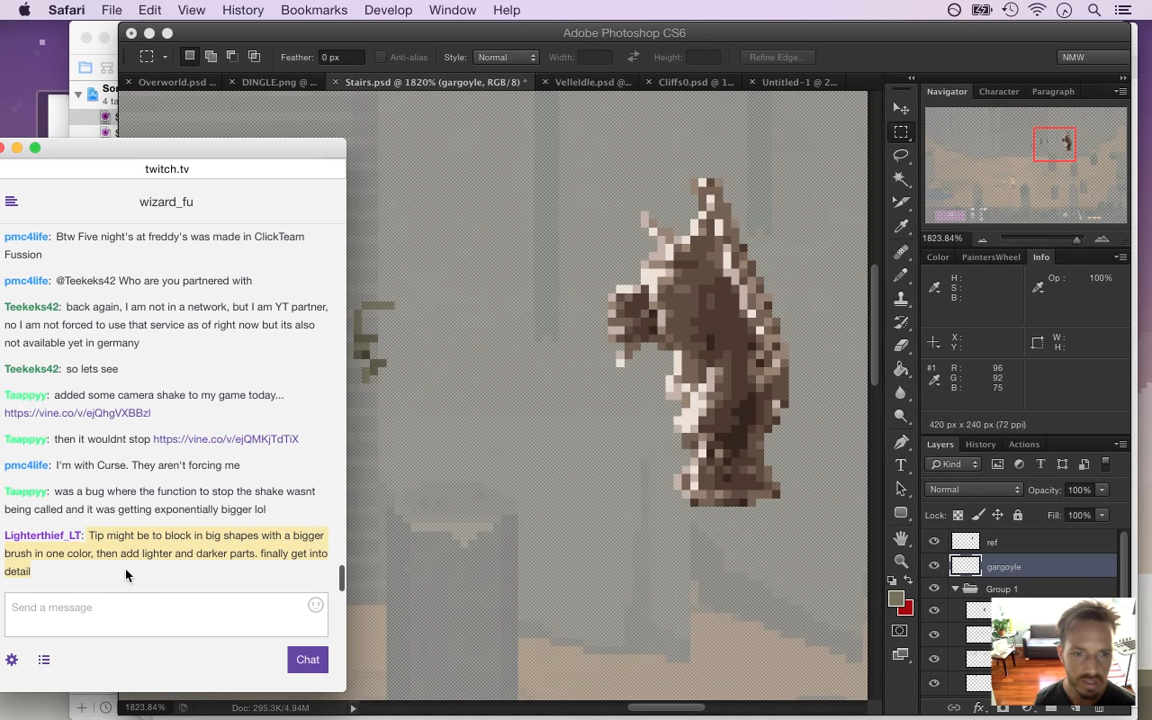 Safari File Edit View History Bookmarks Develop Window Help
Adobe Photoshop CS6
Feather: 0 px Anti-alias Style: Normal Width: Height: Refine Edge... NMW
Overworld.psd ... DINGLE.png @ ... Stairs.psd @ 1820% (gargoyle, RGB/8) * Velleldle.psd @... Cliffs0.psd @ 1... Untitled-1 @ 2...
Sor
4 ta
twitch.tv
wizard_fu
pmc4life: Btw Five night's at freddy's was made in ClickTeam
Fussion
pmc4life: @Teekeks42 Who are you partnered with
Teekeks42: back again, I am not in a network, but I am YT partner,
no I am not forced to use that service as of right now but its also
not available yet in germany
Teekeks42: so lets see
Taappyy: added some camera shake to my game today...
https://vine.co/v/ejQhgVXBBzl
Taappyy: then it wouldnt stop https://vine.co/v/ejQMKjTdTiX
pmc4life: I'm with Curse. They aren't forcing me
Taappyy: was a bug where the function to stop the shake wasnt
being called and it was getting exponentially bigger lol
Lighterthief_LT: Tip might be to block in big shapes with a bigger
brush in one color, then add lighter and darker parts. finally get into
detail
Send a message
Chat
1823.84% Doc: 295.3K/4.94M
Navigator Character Paragraph
1823.84%
Color PaintersWheel Info
H: Op: 100%
S:
B:
X: W:
Y: H:
#1 R: 96
G: 92
B: 75
420 px x 240 px (72 ppi)
Layers History Actions
Kind
Normal Opacity: 100%
Lock: Fill: 100%
ref
gargoyle
Group 1
fx